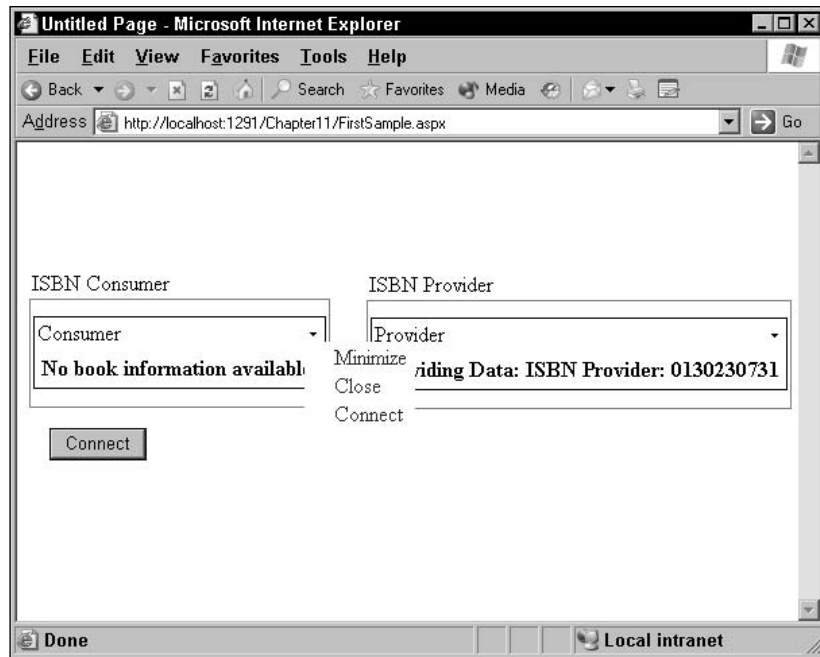 Untitled Page - Microsoft Internet Explorer
File Edit View Favorites Tools Help
Back Search Favorites Media
Address http://localhost:1291/Chapter11/FirstSample.aspx Go
ISBN Consumer
ISBN Provider
Consumer
Provider
No book information available
Minimize
Close
Connect
viding Data: ISBN Provider: 0130230731
Connect
Done
Local intranet